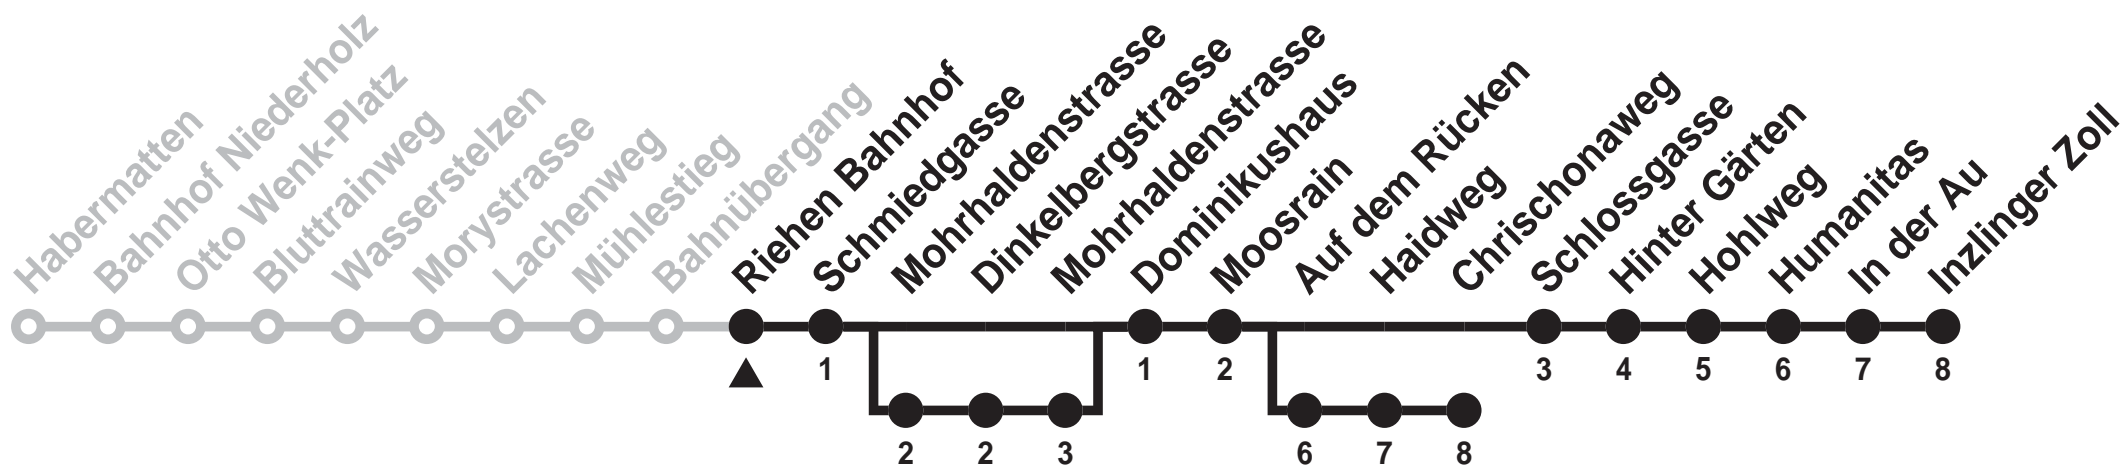 Habermatten
Bahnhof Niederholz
Otto Wenk-Platz
Bluttrainweg
Wasserstelzen
Morystrasse
Lachenweg
Mühlestieg
Bahnübergang
Riehen Bahnhof
Schmiedgasse
Mohrhaldenstrasse
Dinkelbergstrasse
Mohrhaldenstrasse
Dominikushaus
Moosrain
Auf dem Rücken
Haidweg
Chrischonaweg
Schlossgasse
Hinter Gärten
Hohlweg
Humanitas
In der Au
Inzlinger Zoll
1 1 2 3 4 5 6 7 8
2 2 3 6 7 8